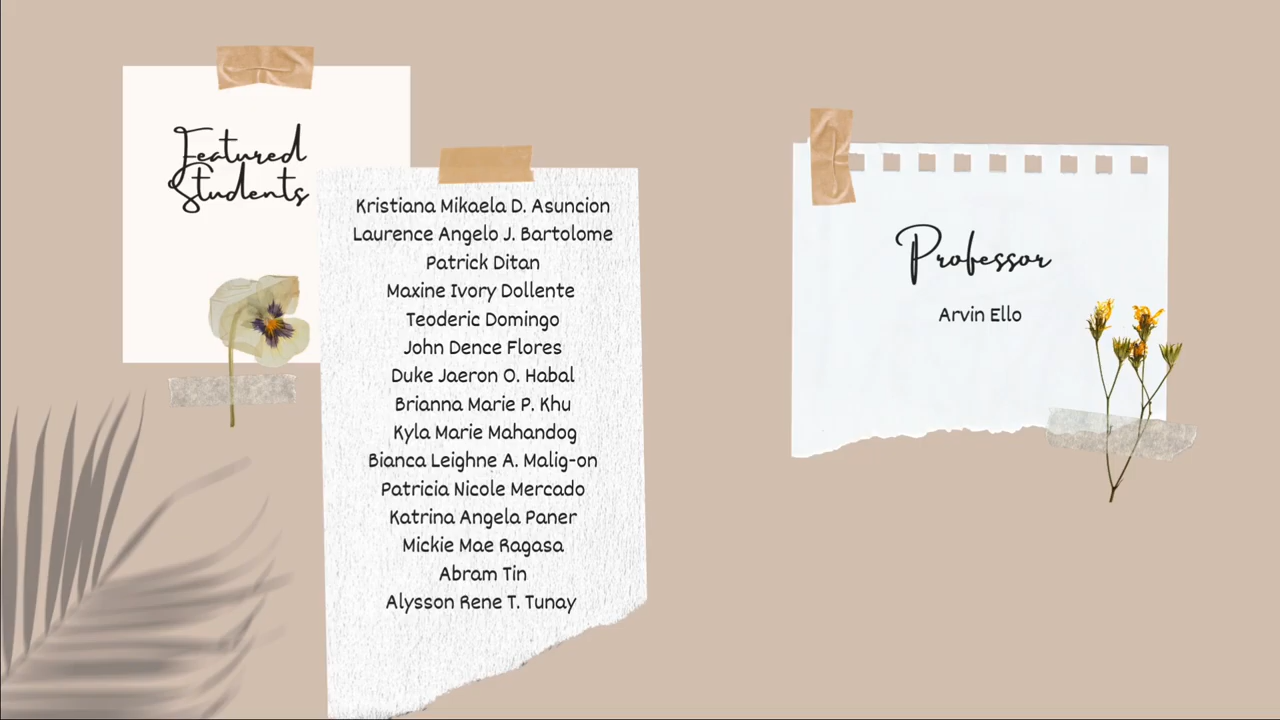 Featured
Students
Kristiana Mikaela D. Asuncion
Laurence Angelo J. Bartolome
Patrick Ditan
Maxine Ivory Dollente
Teoderic Domingo
John Dence Flores
Duke Jaeron O. Habal
Brianna Marie P. Khu
Kyla Marie Mahandog
Bianca Leighne A. Malig-on
Patricia Nicole Mercado
Katrina Angela Paner
Mickie Mae Ragasa
Abram Tin
Alysson Rene T. Tunay
Professor
Arvin Ello